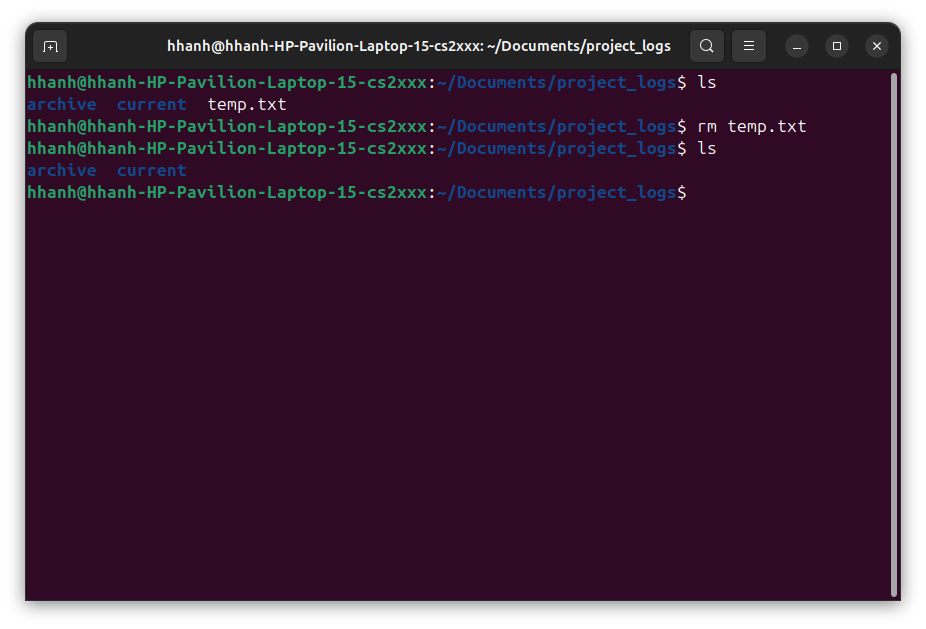 hhanh@hhanh-HP-Pavilion-Laptop-15-cs2xxx: ~/Documents/project_logs
hhanh@hhanh-HP-Pavilion-Laptop-15-cs2xxx:~/Documents/project_logs$ ls
archive  current  temp.txt
hhanh@hhanh-HP-Pavilion-Laptop-15-cs2xxx:~/Documents/project_logs$ rm temp.txt
hhanh@hhanh-HP-Pavilion-Laptop-15-cs2xxx:~/Documents/project_logs$ ls
archive  current
hhanh@hhanh-HP-Pavilion-Laptop-15-cs2xxx:~/Documents/project_logs$